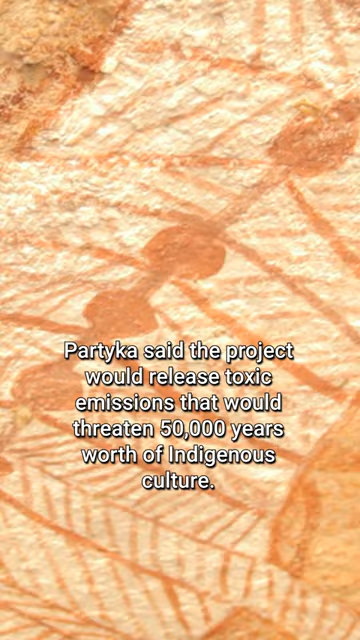 Partyka said the project
would release toxic
emissions that would
threaten 50,000 years
worth of Indigenous
culture.